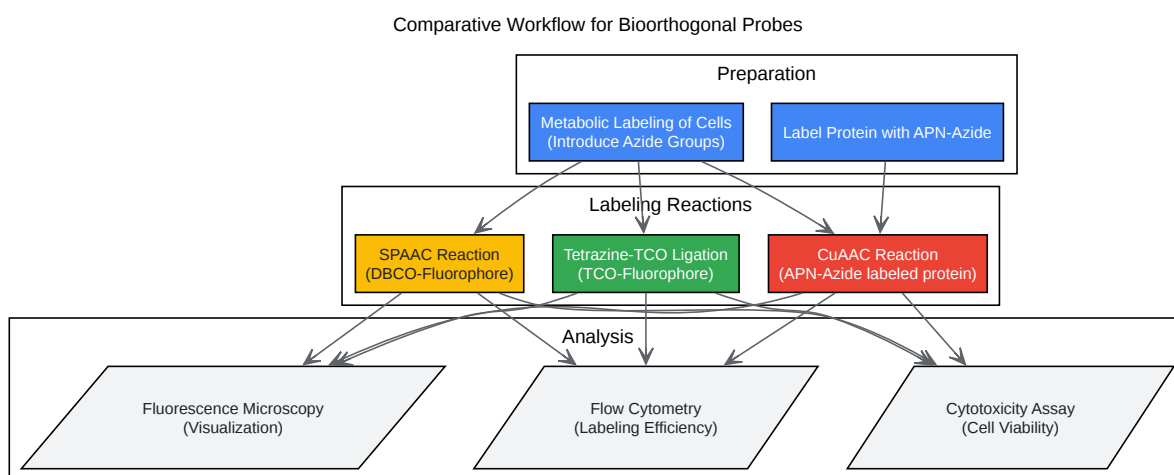 Comparative Workflow for Bioorthogonal Probes
Preparation
Metabolic Labeling of Cells
(Introduce Azide Groups)
Label Protein with APN-Azide
Labeling Reactions
SPAAC Reaction
(DBCO-Fluorophore)
Tetrazine-TCO Ligation
(TCO-Fluorophore)
CuAAC Reaction
(APN-Azide labeled protein)
Analysis
Fluorescence Microscopy
(Visualization)
Flow Cytometry
(Labeling Efficiency)
Cytotoxicity Assay
(Cell Viability)